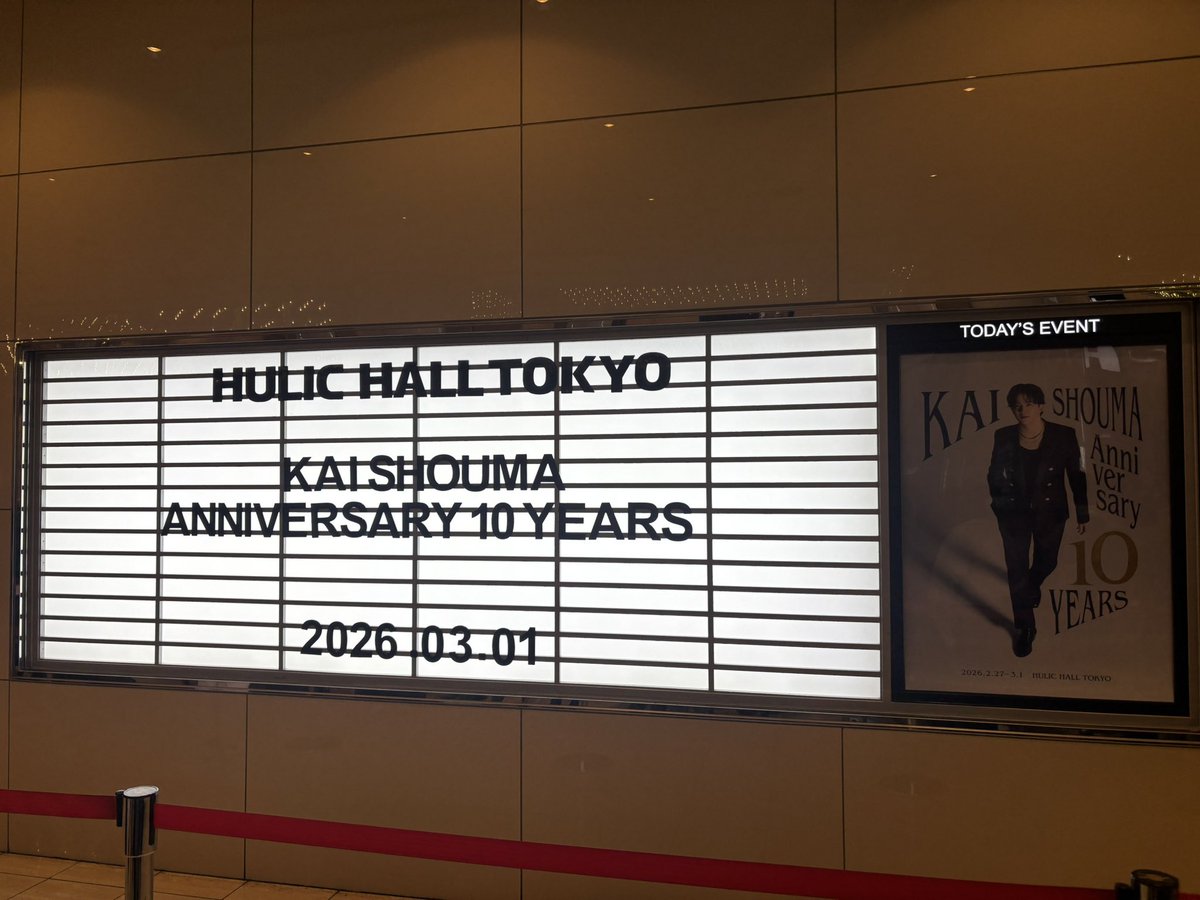 HULIC HALL TOKYO
KAI SHOUMA
ANNIVERSARY 10 YEARS
2026 03.01
TODAY'S EVENT
KAI SHOUMA
Anni
ver
sary
10
YEARS
2026.2.27–3.1 HULIC HALL TOKYO